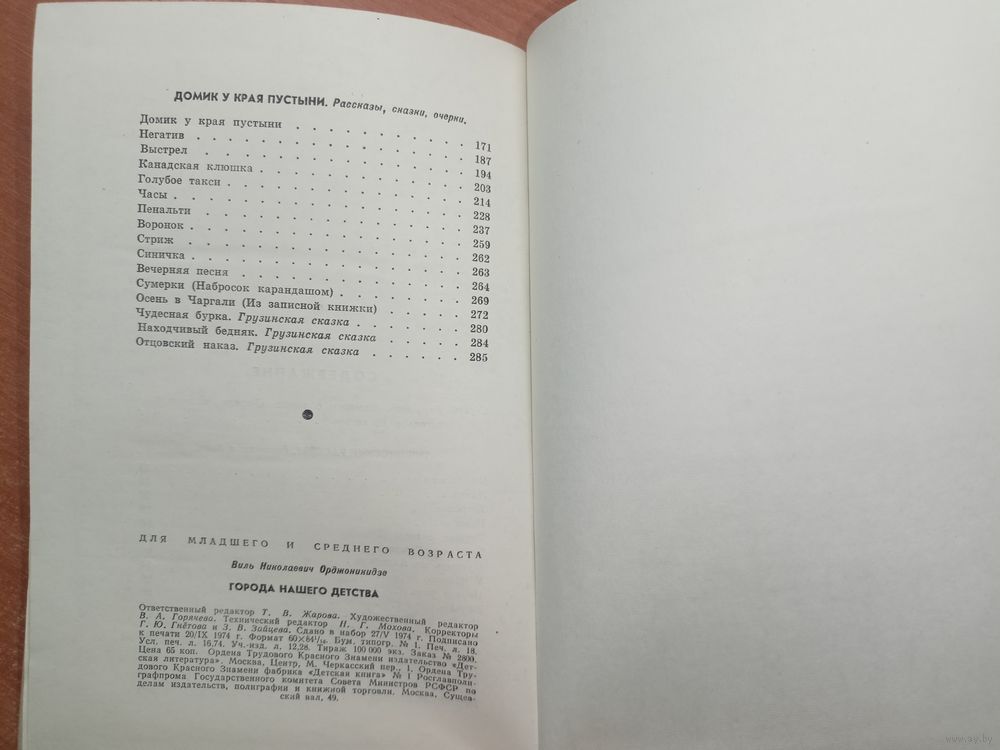 ДОМИК У КРАЯ ПУСТЫНИ. Рассказы, сказки, очерки.
Домик у края пустыни . . . . . . . . . . 171
Негатив . . . . . . . . . . . . . . . 187
Выстрел . . . . . . . . . . . . . . . 194
Канадская клюшка . . . . . . . . . . . . 203
Голубое такси . . . . . . . . . . . . . 214
Часы . . . . . . . . . . . . . . . . 228
Пенальти . . . . . . . . . . . . . . . 237
Воронок . . . . . . . . . . . . . . . 259
Стриж . . . . . . . . . . . . . . . . 262
Синичка . . . . . . . . . . . . . . . 263
Вечерняя песня . . . . . . . . . . . . . 264
Сумерки (Набросок карандашом) . . . . . . . 269
Осень в Чаргали (Из записной книжки) . . . . . 272
Чудесная бурка. Грузинская сказка . . . . . . 280
Находчивый бедняк. Грузинская сказка . . . . . 284
Отцовский наказ. Грузинская сказка . . . . . . 285
СОДЕРЖАНИЕ
ДЛЯ МЛАДШЕГО И СРЕДНЕГО ВОЗРАСТА
Виль Николаевич Орджоникидзе
ГОРОДА НАШЕГО ДЕТСТВА
Ответственный редактор Т. В. Жарова. Художественный редактор
В. А. Горячева. Технический редактор Н. Г. Мохова. Корректоры
Г. Ю. Гнётова и З. В. Зайцева. Сдано в набор 27/V 1974 г. Подписано
к печати 20/IX 1974 г. Формат 60×84¹/₁₆. Бум. типогр. № 1. Печ. л. 18.
Усл. печ. л. 16,74. Уч.-изд. л. 12,28. Тираж 100 000 экз. Заказ № 2800.
Цена 65 коп. Ордена Трудового Красного Знамени издательство «Дет-
ская литература». Москва, Центр, М. Черкасский пер., 1. Ордена Тру-
дового Красного Знамени фабрика «Детская книга» № 1 Росглавполи-
графпрома Государственного комитета Совета Министров РСФСР по
делам издательств, полиграфии и книжной торговли. Москва, Сущев-
ский вал, 49.
www.ay.by